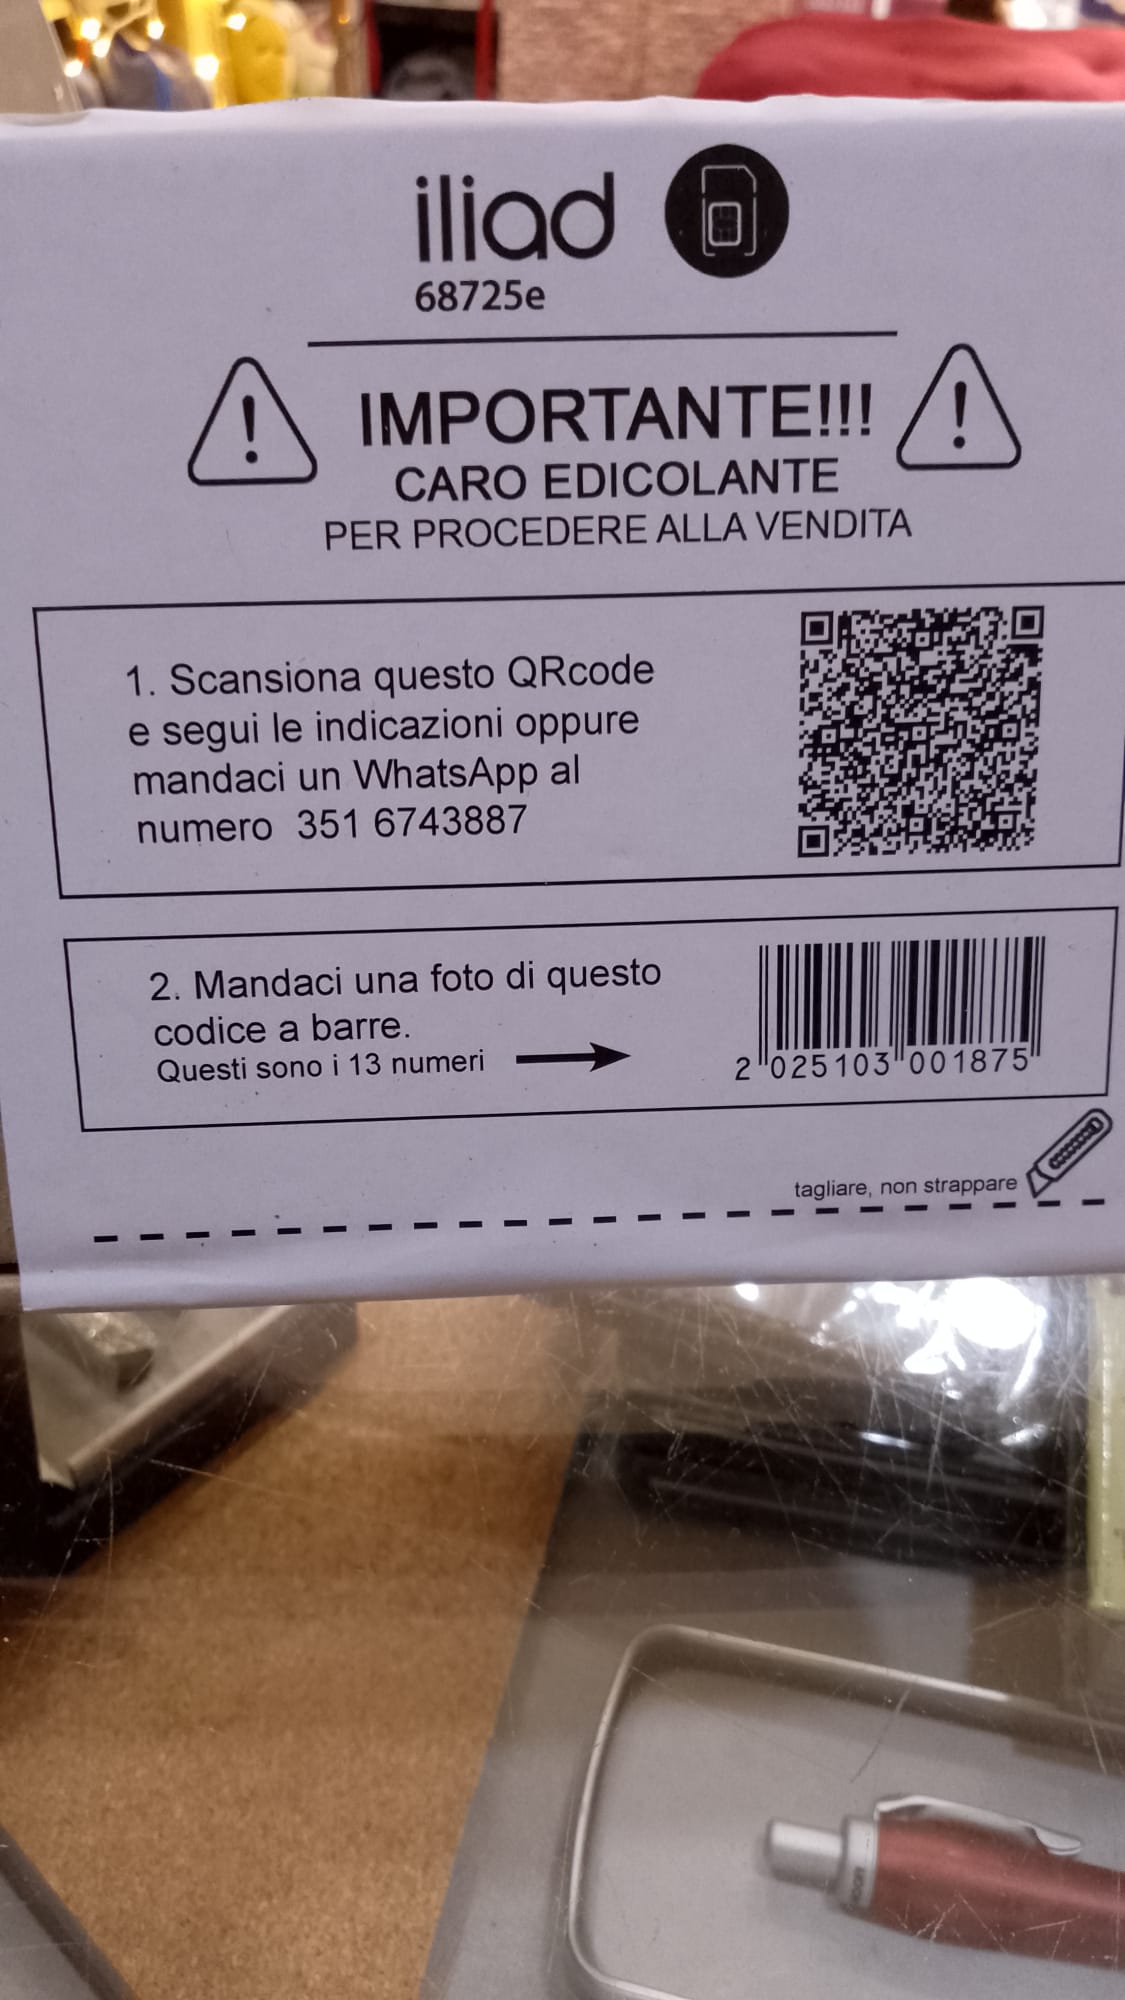 iliad
68725e
IMPORTANTE!!!
CARO EDICOLANTE
PER PROCEDERE ALLA VENDITA
1. Scansiona questo QRcode
e segui le indicazioni oppure
mandaci un WhatsApp al
numero 351 6743887
2. Mandaci una foto di questo
codice a barre.
Questi sono i 13 numeri
2 025103 001875
tagliare, non strappare